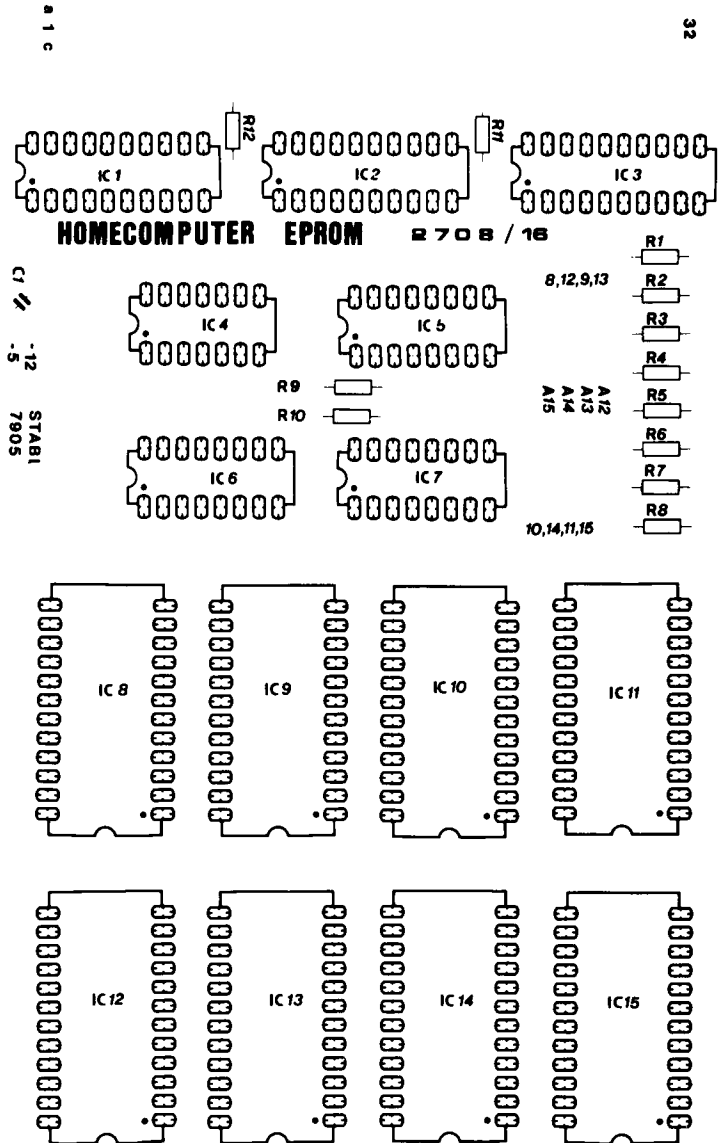 a 1 c
32
R12
R11
IC 1
IC 2
IC 3
HOMECOMPUTER EPROM 2708/16
R1
8,12,9,13
R2
C1
-12
-5
IC 4
IC 5
R3
R4
R9
A15
A14
A13
A12
R5
R10
STABI
7905
R6
IC 6
IC 7
R7
R8
10,14,11,15
IC 8
IC 9
IC 10
IC 11
IC 12
IC 13
IC 14
IC 15